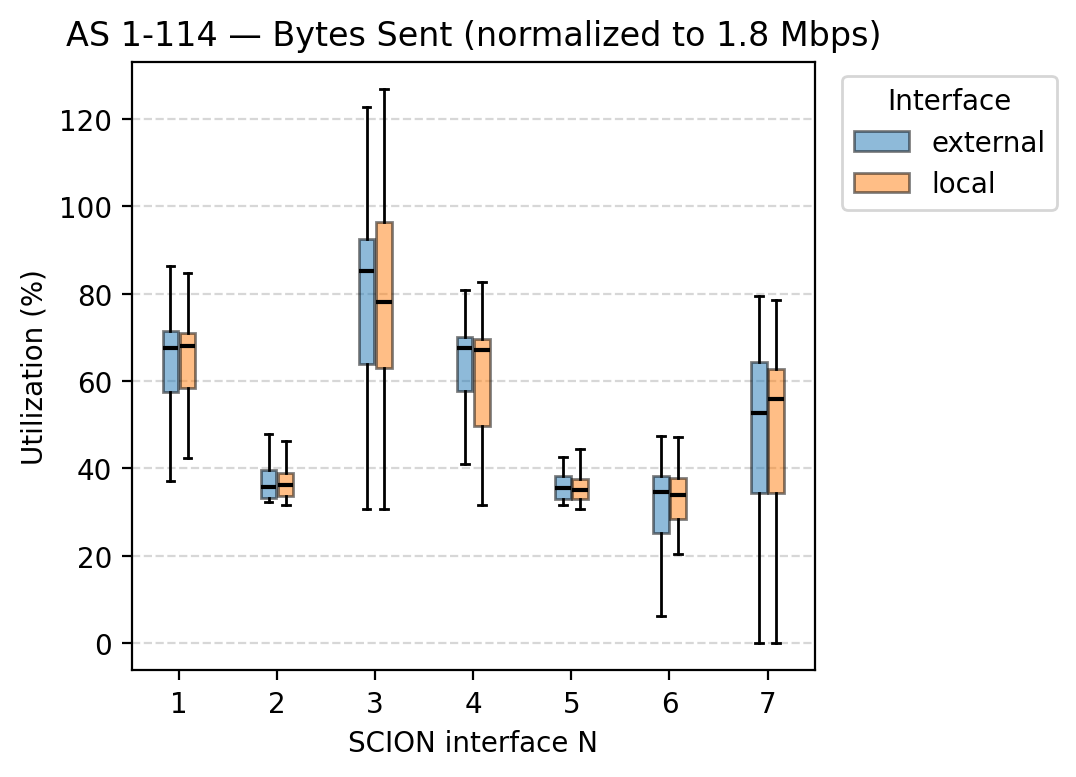 AS 1-114 — Bytes Sent (normalized to 1.8 Mbps)
Interface
external
local
Utilization (%)
120
100
80
60
40
20
0
1 2 3 4 5 6 7
SCION interface N